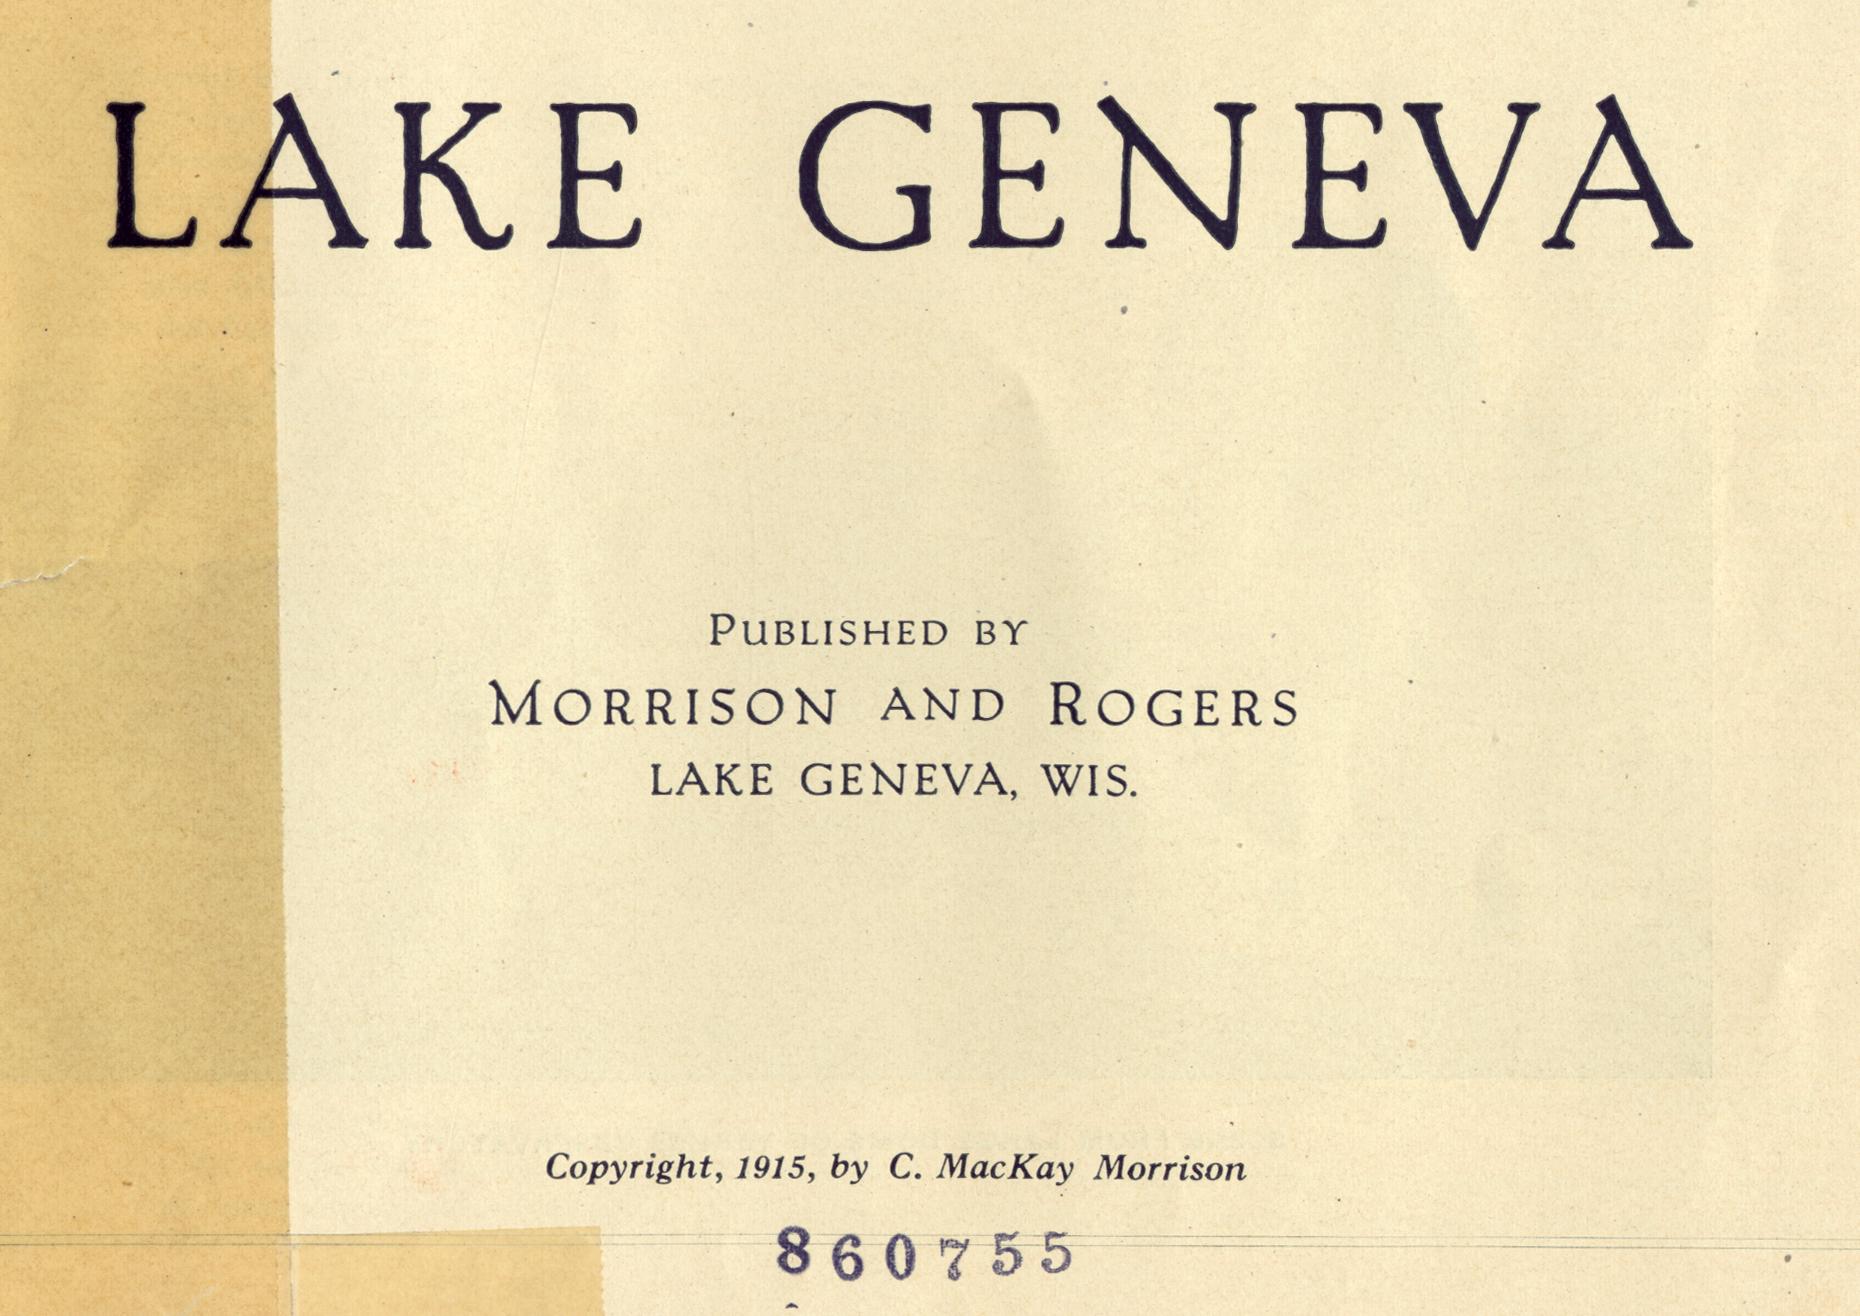 LAKE GENEVA
PUBLISHED BY
MORRISON AND ROGERS
LAKE GENEVA, WIS.
Copyright, 1915, by C. MacKay Morrison
860755